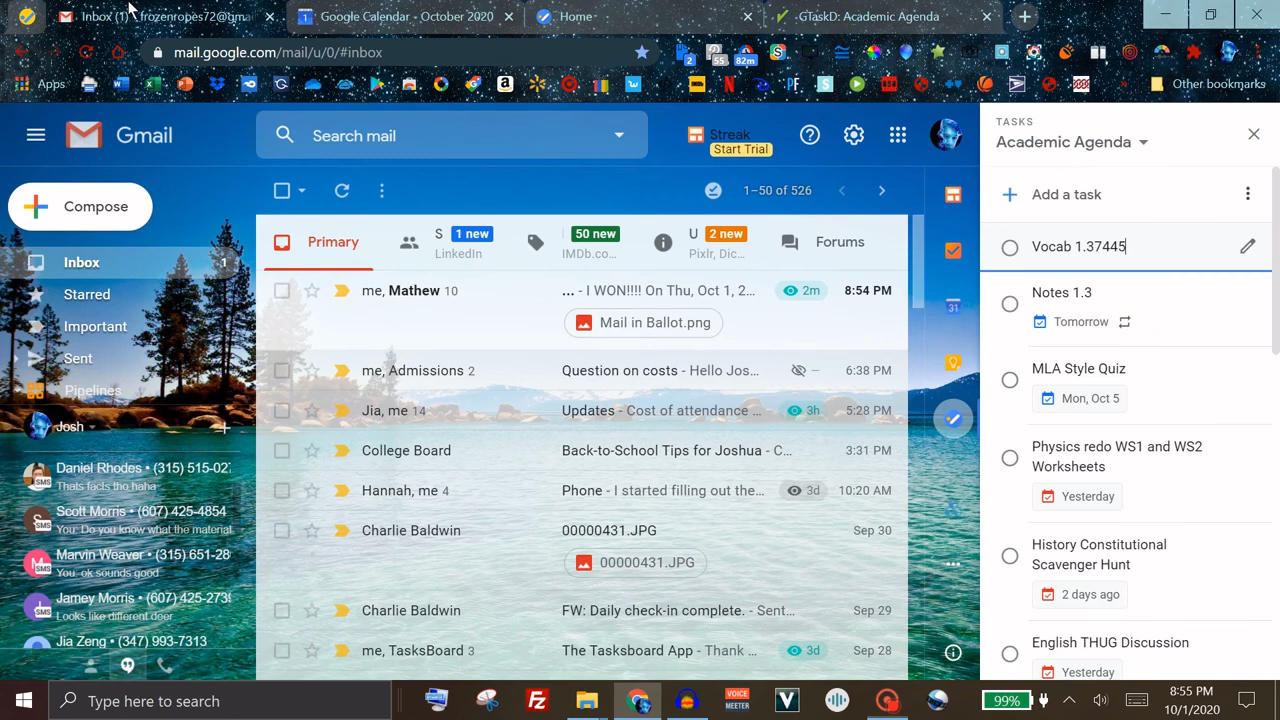 Inbox (1) - frozenropes72@gma
Google Calendar - October 2020
Home
GTaskD: Academic Agenda
mail.google.com/mail/u/0/#inbox
2
55
82m
Apps
Other bookmarks
Gmail
Search mail
Streak
Start Trial
TASKS
Academic Agenda
Compose
1–50 of 526
Add a task
Inbox
1
Primary
S
1 new
LinkedIn
50 new
IMDb.co...
U
2 new
Pixlr, Dic...
Forums
Vocab 1.37445
Starred
me, Mathew 10
... - I WON!!!! On Thu, Oct 1, 2...
2m
8:54 PM
Mail in Ballot.png
Notes 1.3
Tomorrow
Important
Sent
me, Admissions 2
Question on costs - Hello Jos...
6:38 PM
MLA Style Quiz
Mon, Oct 5
Pipelines
Jia, me 14
Updates - Cost of attendance ...
3h
5:28 PM
Josh
College Board
Back-to-School Tips for Joshua - C...
3:31 PM
Physics redo WS1 and WS2
Worksheets
Yesterday
Daniel Rhodes • (315) 515-02
Thats facts tho haha
Hannah, me 4
Phone - I started filling out the...
3d
10:20 AM
Scott Morris • (607) 425-4854
You: Do you know what the material
Charlie Baldwin
00000431.JPG
Sep 30
00000431.JPG
History Constitutional
Scavenger Hunt
2 days ago
Marvin Weaver • (315) 651-28
You: ok sounds good
Jamey Morris • (607) 425-273
Looks like different deer
Charlie Baldwin
FW: Daily check-in complete. - Sent...
Sep 29
Jia Zeng • (347) 993-7313
me, TasksBoard 3
The Tasksboard App - Thank ...
3d
Sep 28
English THUG Discussion
Yesterday
Type here to search
VOICE
MEETER
99%
8:55 PM
10/1/2020